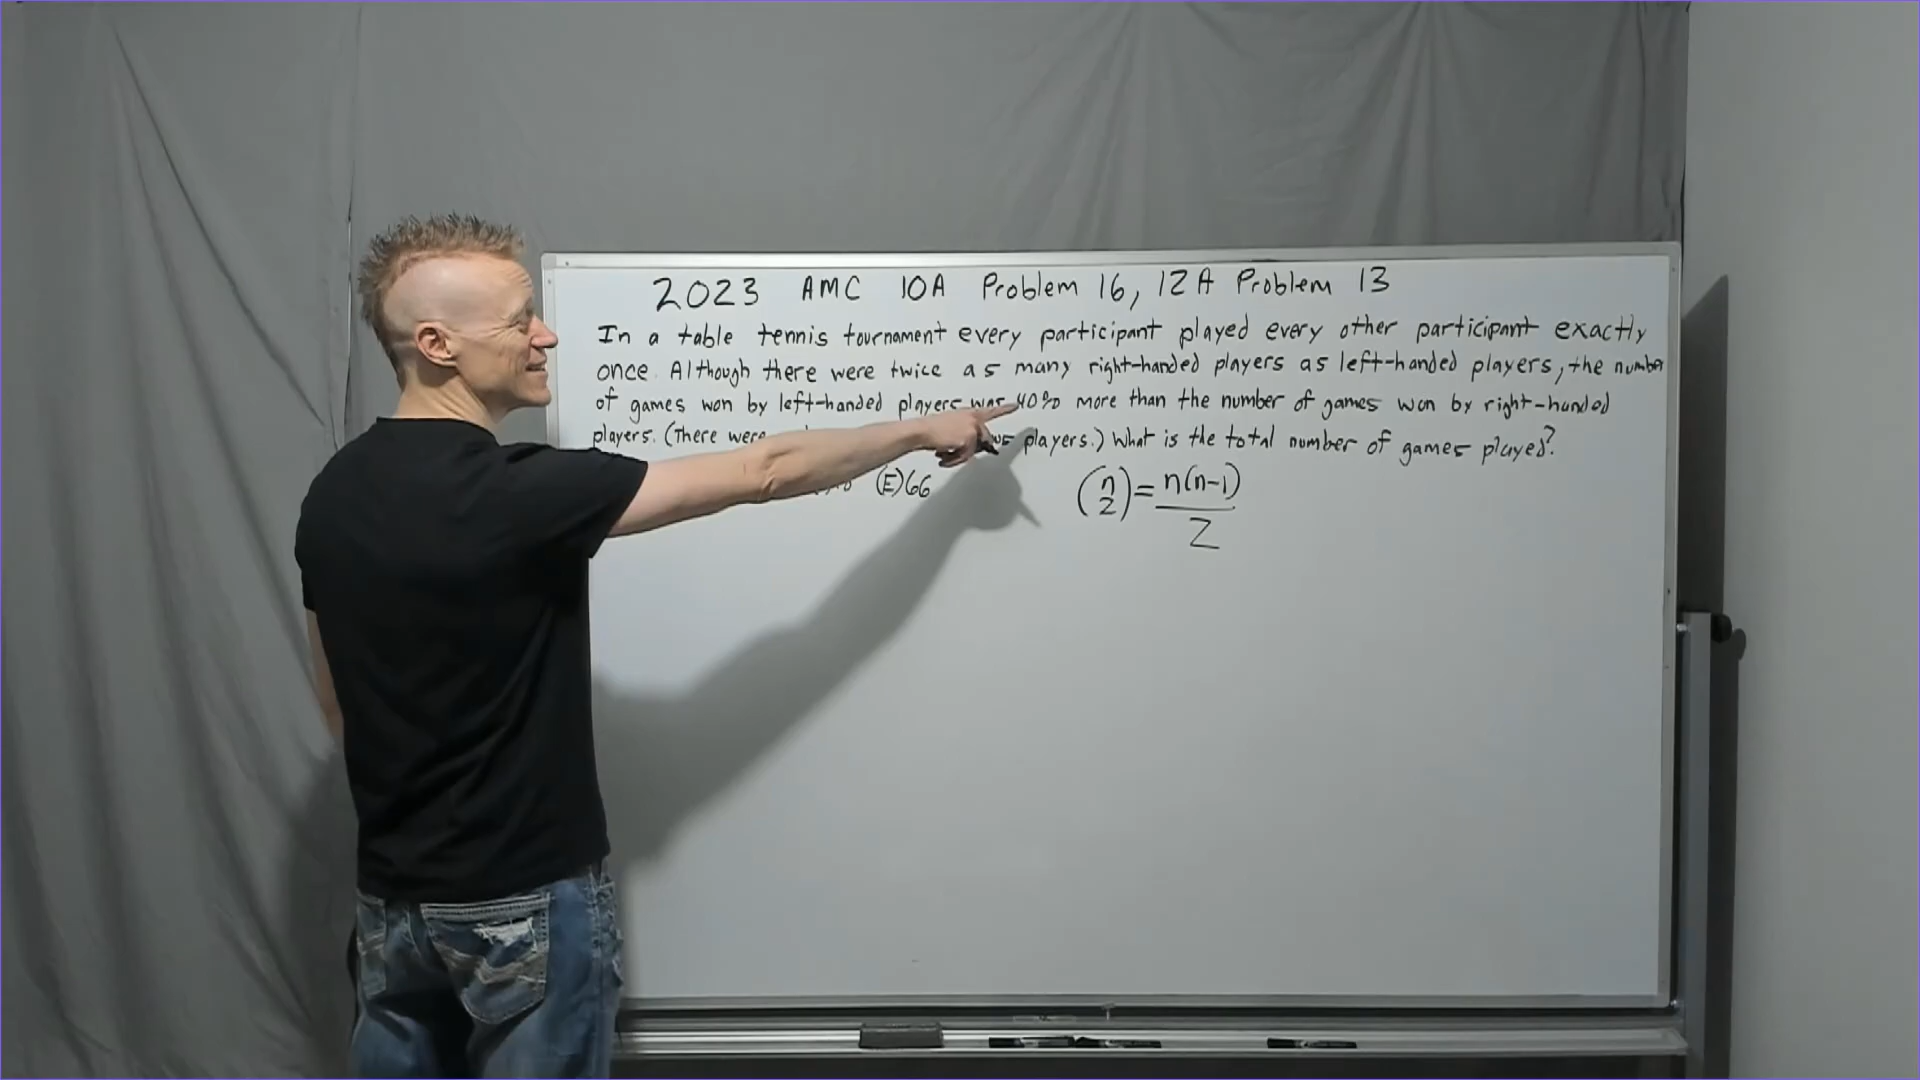 2023 AMC 10A Problem 16, 12A Problem 13
In a table tennis tournament every participant played every other participant exactly
once. Although there were twice as many right-handed players as left-handed players, the number
of games won by left-handed players was 40% more than the number of games won by right-handed
players. (There were players.) What is the total number of games played?
(E) 66
(n 2) = n(n-1)
2